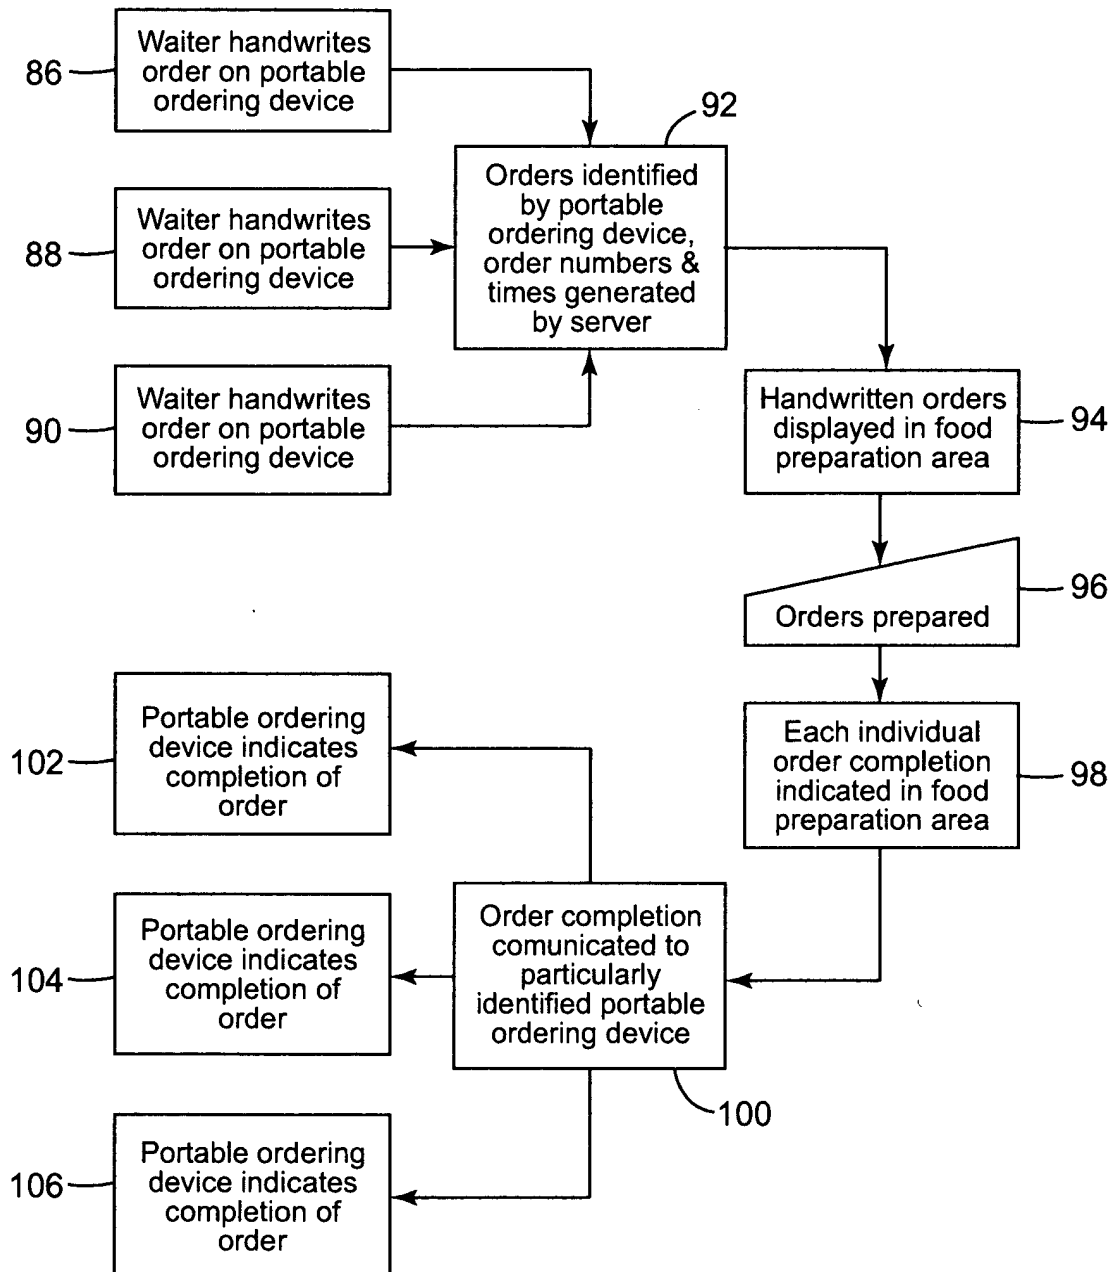 86
Waiter handwrites
order on portable
ordering device
92
88
Waiter handwrites
order on portable
ordering device
Orders identified
by portable
ordering device,
order numbers &
times generated
by server
90
Waiter handwrites
order on portable
ordering device
Handwritten orders
displayed in food
preparation area
94
Orders prepared
96
Each individual
order completion
indicated in food
preparation area
98
102
Portable ordering
device indicates
completion of
order
104
Portable ordering
device indicates
completion of
order
Order completion
comunicated to
particularly
identified portable
ordering device
100
106
Portable ordering
device indicates
completion of
order